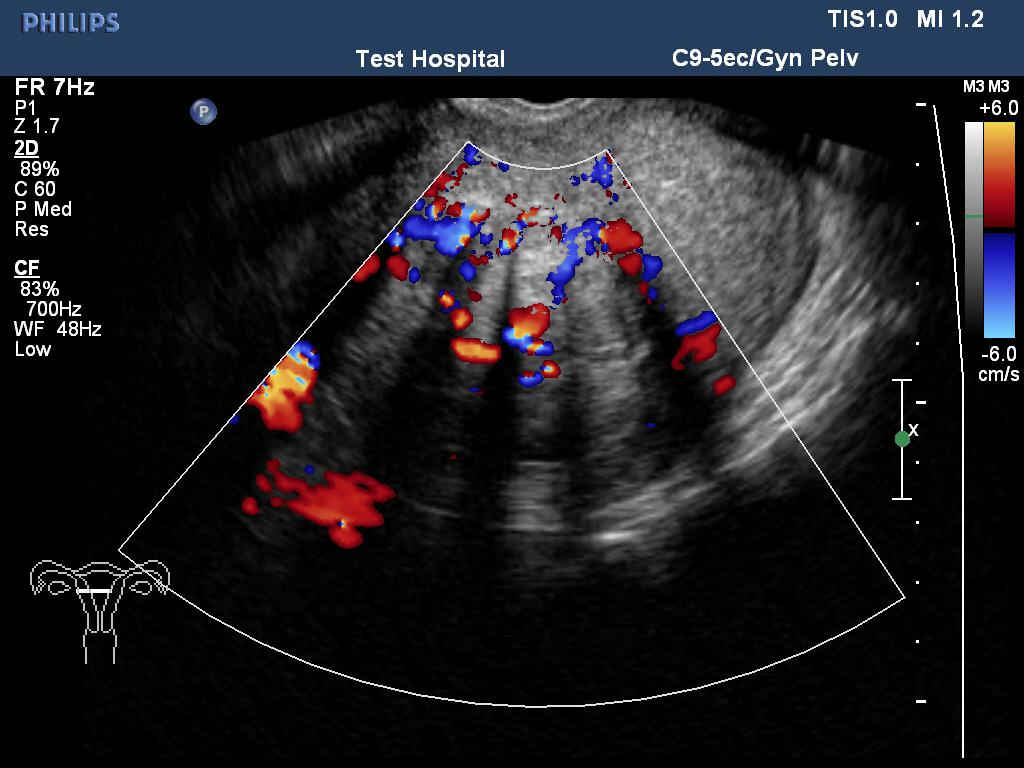 PHILIPS
TIS1.0 MI 1.2
Test Hospital
C9-5ec/Gyn Pelv
FR 7Hz
P1
Z 1.7
2D
89%
C 60
P Med
Res
CF
83%
700Hz
WF 48Hz
Low
P
M3 M3
+6.0
-6.0
cm/s
x